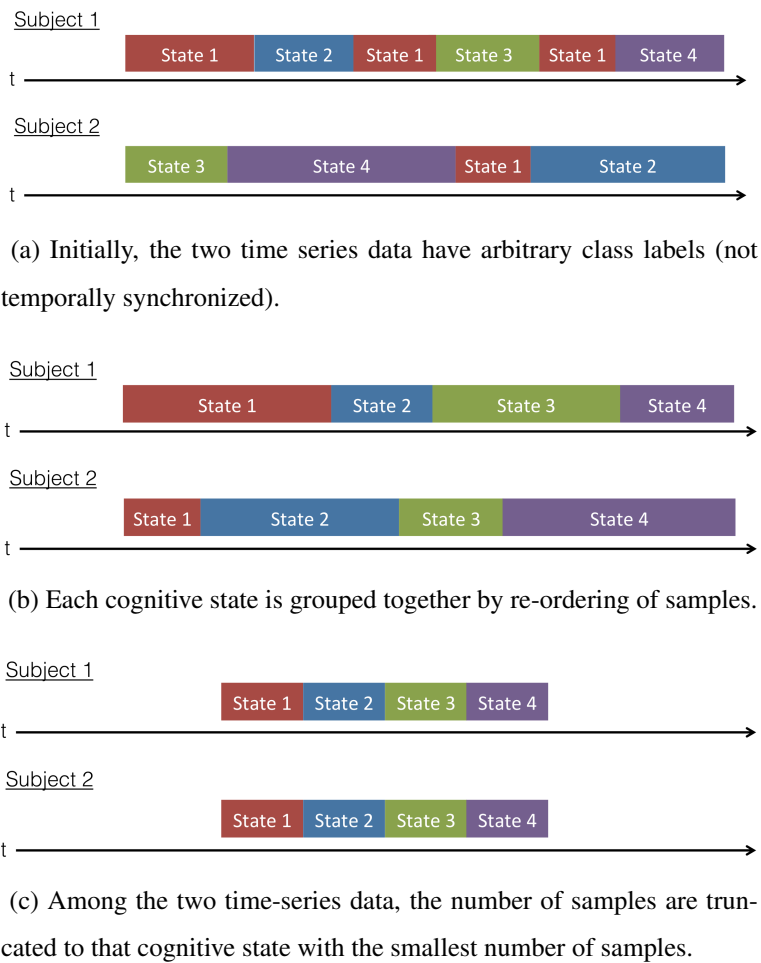 Subject 1
State 1 State 2 State 1 State 3 State 1 State 4
t
Subject 2
State 3 State 4 State 1 State 2
t
(a) Initially, the two time series data have arbitrary class labels (not
temporally synchronized).
Subject 1
State 1 State 2 State 3 State 4
t
Subject 2
State 1 State 2 State 3 State 4
t
(b) Each cognitive state is grouped together by re-ordering of samples.
Subject 1
State 1 State 2 State 3 State 4
t
Subject 2
State 1 State 2 State 3 State 4
t
(c) Among the two time-series data, the number of samples are trun-
cated to that cognitive state with the smallest number of samples.